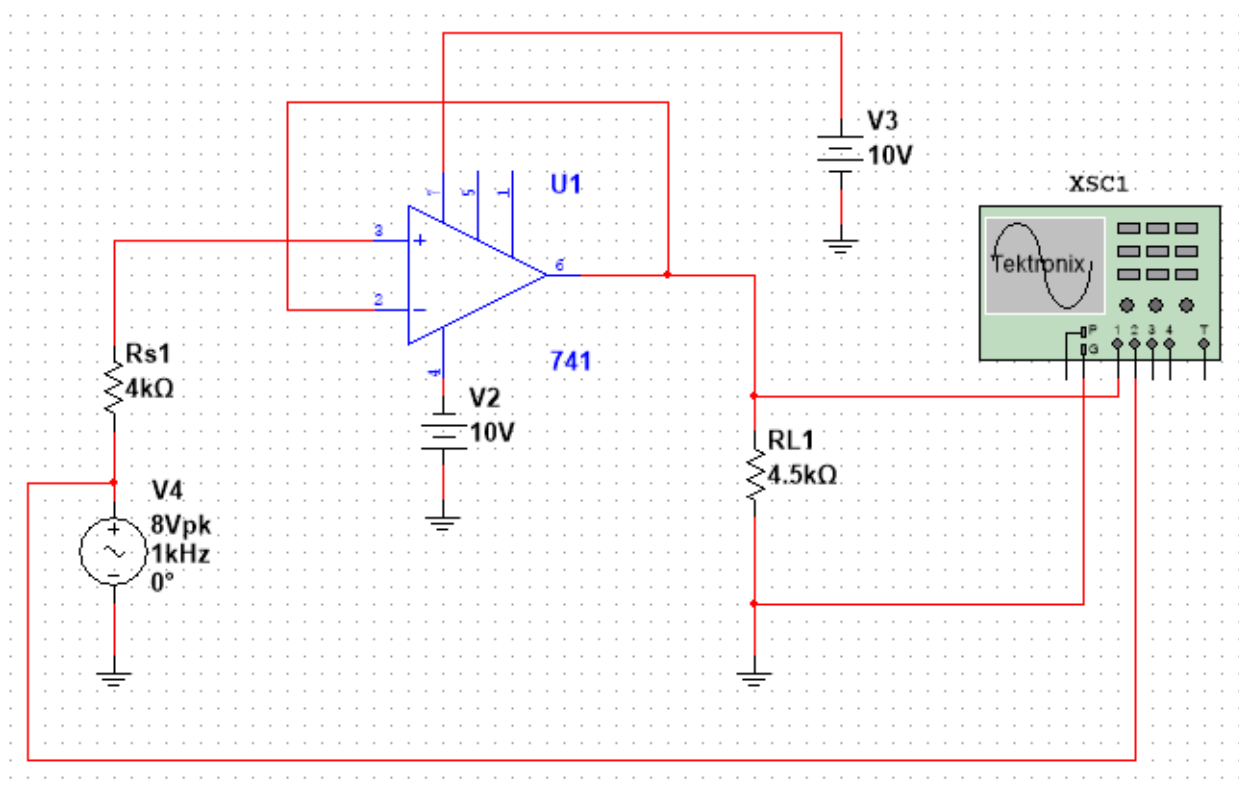 V3
10V
XSC1
U1
7
5
1
Tektronix
3
+
6
2
−
P
G
1 2 3 4 T
4
741
Rs1
4kΩ
V2
10V
RL1
4.5kΩ
V4
8Vpk
1kHz
0°
+
−